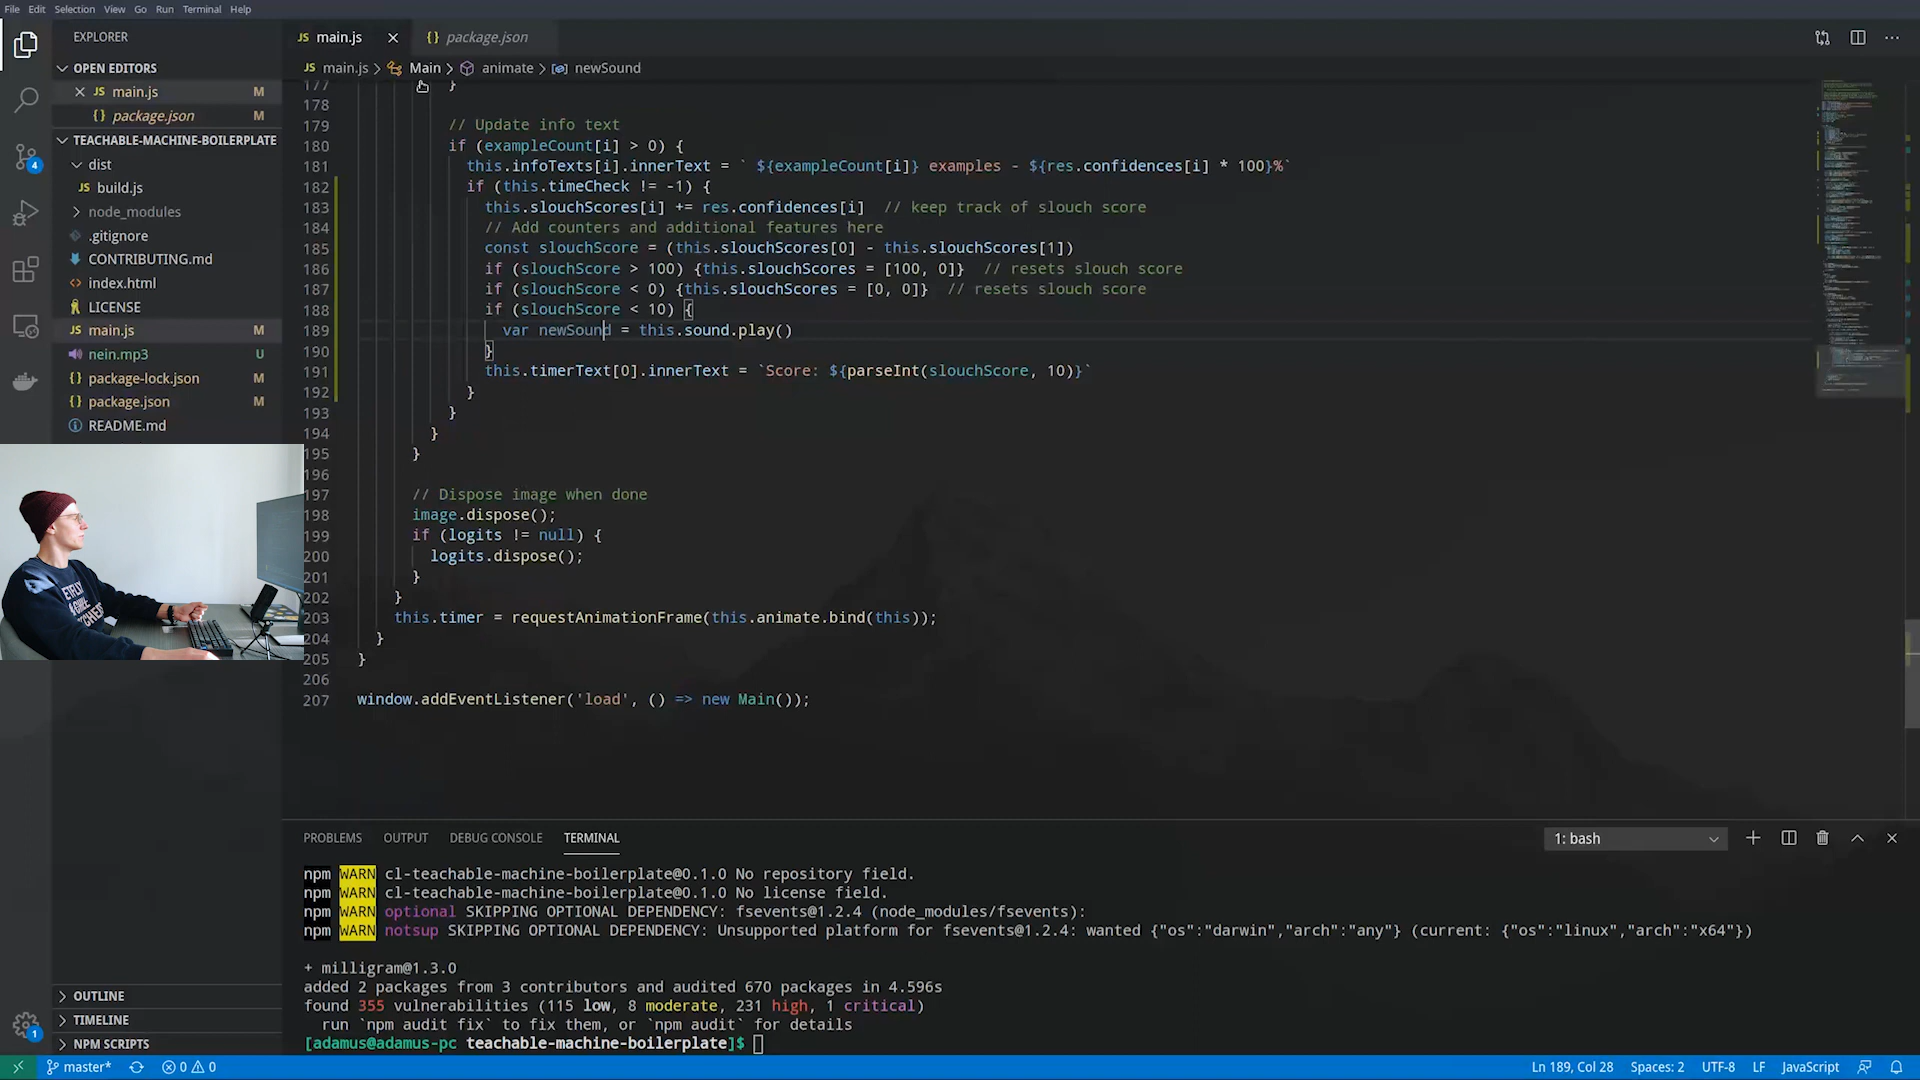 File Edit Selection View Go Run Terminal Help
EXPLORER
OPEN EDITORS
JS main.js M
{} package.json M
TEACHABLE-MACHINE-BOILERPLATE
dist
JS build.js
node_modules
.gitignore
CONTRIBUTING.md
index.html
LICENSE
JS main.js M
nein.mp3 U
package-lock.json M
package.json M
README.md
4
1
OUTLINE
TIMELINE
NPM SCRIPTS
JS main.js
{} package.json
JS main.js > Main > animate > newSound
177 }
178
179 // Update info text
180 if (exampleCount[i] > 0) {
181 this.infoTexts[i].innerText = ` ${exampleCount[i]} examples - ${res.confidences[i] * 100}%`
182 if (this.timeCheck != -1) {
183 this.slouchScores[i] += res.confidences[i] // keep track of slouch score
184 // Add counters and additional features here
185 const slouchScore = (this.slouchScores[0] - this.slouchScores[1])
186 if (slouchScore > 100) {this.slouchScores = [100, 0]} // resets slouch score
187 if (slouchScore < 0) {this.slouchScores = [0, 0]} // resets slouch score
188 if (slouchScore < 10) {
189 var newSound = this.sound.play()
190 }
191 this.timerText[0].innerText = `Score: ${parseInt(slouchScore, 10)}`
192 }
193 }
194 }
195 }
196
197 // Dispose image when done
198 image.dispose();
199 if (logits != null) {
200 logits.dispose();
201 }
202 }
203 this.timer = requestAnimationFrame(this.animate.bind(this));
204 }
205 }
206
207 window.addEventListener('load', () => new Main());
PROBLEMS OUTPUT DEBUG CONSOLE TERMINAL
1: bash
npm WARN cl-teachable-machine-boilerplate@0.1.0 No repository field.
npm WARN cl-teachable-machine-boilerplate@0.1.0 No license field.
npm WARN optional SKIPPING OPTIONAL DEPENDENCY: fsevents@1.2.4 (node_modules/fsevents):
npm WARN notsup SKIPPING OPTIONAL DEPENDENCY: Unsupported platform for fsevents@1.2.4: wanted {"os":"darwin","arch":"any"} (current: {"os":"linux","arch":"x64"})
+ milligram@1.3.0
added 2 packages from 3 contributors and audited 670 packages in 4.596s
found 355 vulnerabilities (115 low, 8 moderate, 231 high, 1 critical)
run `npm audit fix` to fix them, or `npm audit` for details
[adamus@adamus-pc teachable-machine-boilerplate]$
master* 0 0 Ln 189, Col 28 Spaces: 2 UTF-8 LF JavaScript